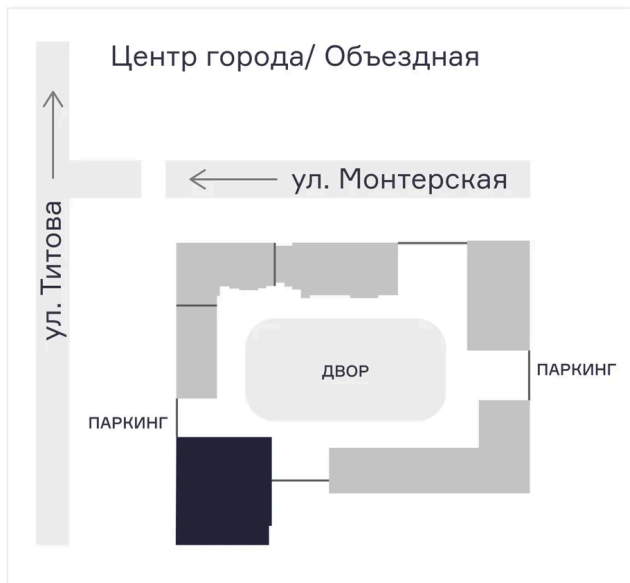 Центр города/ Объездная
ул. Монтерская
ул. Титова
ДВОР
ПАРКИНГ
ПАРКИНГ